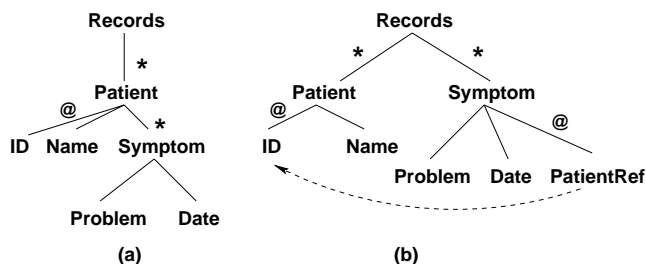 Records
*
Patient
@
*
ID Name Symptom
Problem Date
(a)
Records
* *
Patient Symptom
@
@
ID Name
Problem Date PatientRef
(b)